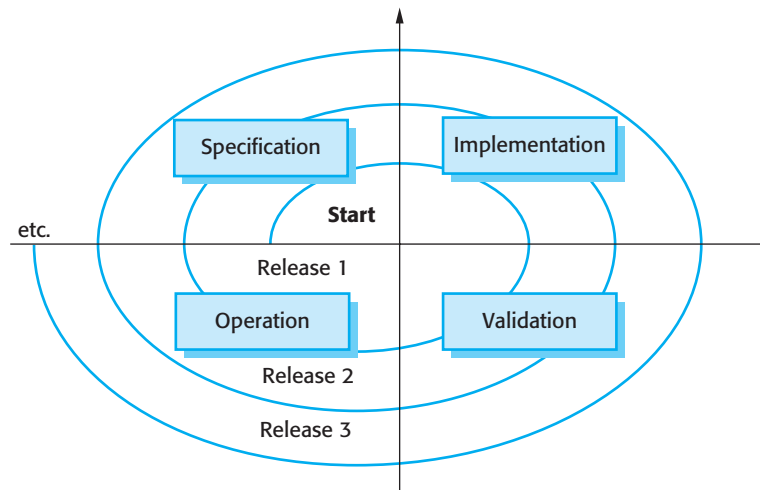 Specification
Implementation
Start
etc.
Release 1
Operation
Validation
Release 2
Release 3